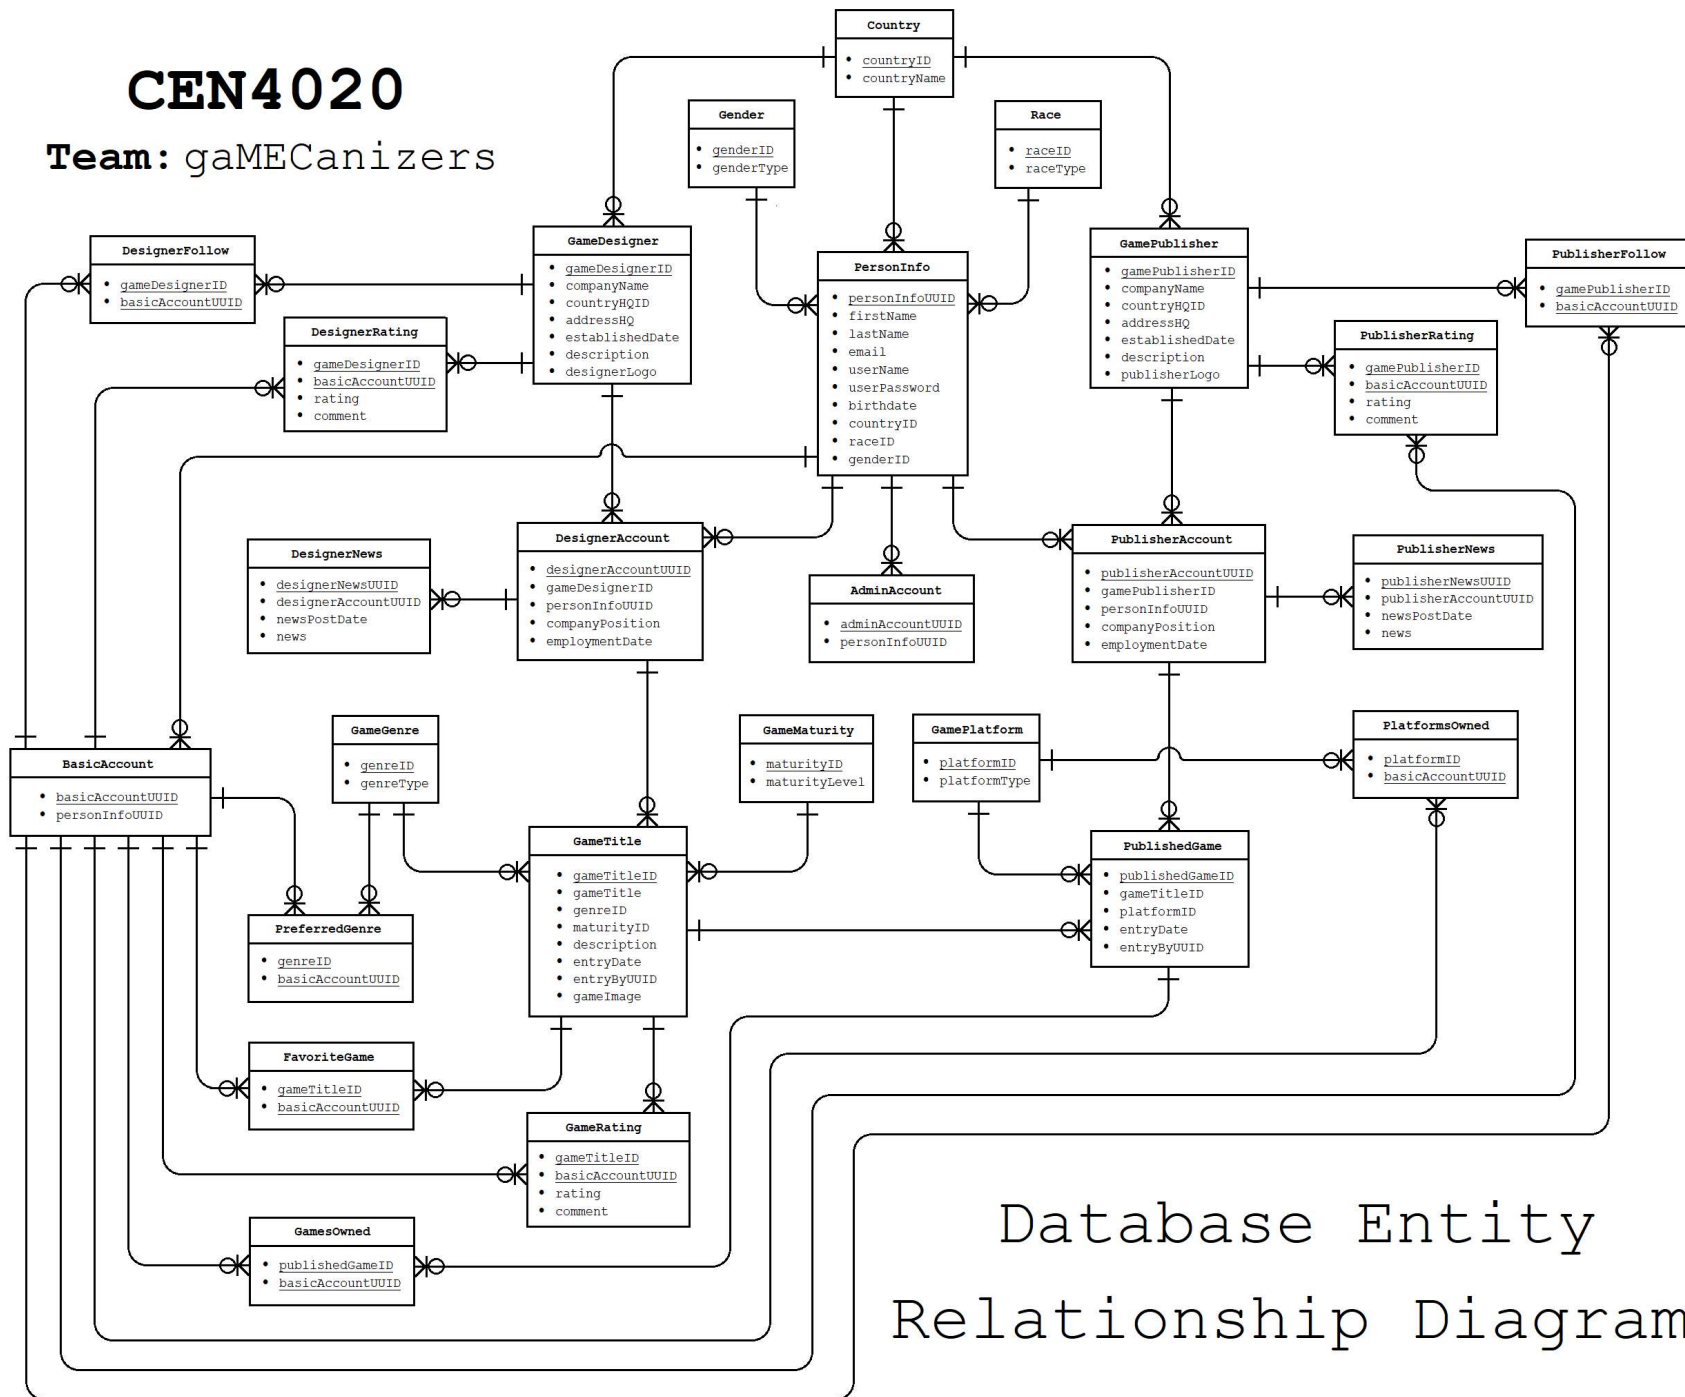 CEN4020
Team: gaMECanizers
Country
• countryID
• countryName
Gender
• genderID
• genderType
Race
• raceID
• raceType
DesignerFollow
• gameDesignerID
• basicAccountUUID
GameDesigner
• gameDesignerID
• companyName
• countryHQID
• addressHQ
• establishedDate
• description
• designerLogo
PersonInfo
• personInfoUUID
• firstName
• lastName
• email
• userName
• userPassword
• birthdate
• countryID
• raceID
• genderID
GamePublisher
• gamePublisherID
• companyName
• countryHQID
• addressHQ
• establishedDate
• description
• publisherLogo
PublisherFollow
• gamePublisherID
• basicAccountUUID
DesignerRating
• gameDesignerID
• basicAccountUUID
• rating
• comment
PublisherRating
• gamePublisherID
• basicAccountUUID
• rating
• comment
DesignerNews
• designerNewsUUID
• designerAccountUUID
• newsPostDate
• news
DesignerAccount
• designerAccountUUID
• gameDesignerID
• personInfoUUID
• companyPosition
• employmentDate
AdminAccount
• adminAccountUUID
• personInfoUUID
PublisherAccount
• publisherAccountUUID
• gamePublisherID
• personInfoUUID
• companyPosition
• employmentDate
PublisherNews
• publisherNewsUUID
• publisherAccountUUID
• newsPostDate
• news
BasicAccount
• basicAccountUUID
• personInfoUUID
GameGenre
• genreID
• genreType
GameMaturity
• maturityID
• maturityLevel
GamePlatform
• platformID
• platformType
PlatformsOwned
• platformID
• basicAccountUUID
GameTitle
• gameTitleID
• gameTitle
• genreID
• maturityID
• description
• entryDate
• entryByUUID
• gameImage
PublishedGame
• publishedGameID
• gameTitleID
• platformID
• entryDate
• entryByUUID
PreferredGenre
• genreID
• basicAccountUUID
FavoriteGame
• gameTitleID
• basicAccountUUID
GameRating
• gameTitleID
• basicAccountUUID
• rating
• comment
GamesOwned
• publishedGameID
• basicAccountUUID
Database Entity
Relationship Diagram